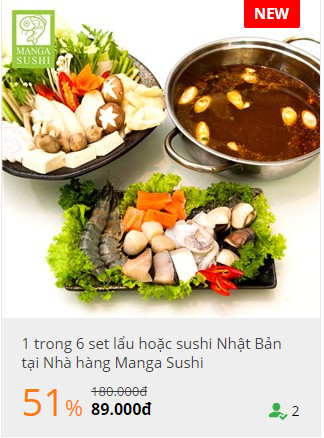 MANGA
SUSHI
NEW
1 trong 6 set lẩu hoặc sushi Nhật Bản
tại Nhà hàng Manga Sushi
51%
180.000đ
89.000đ
2